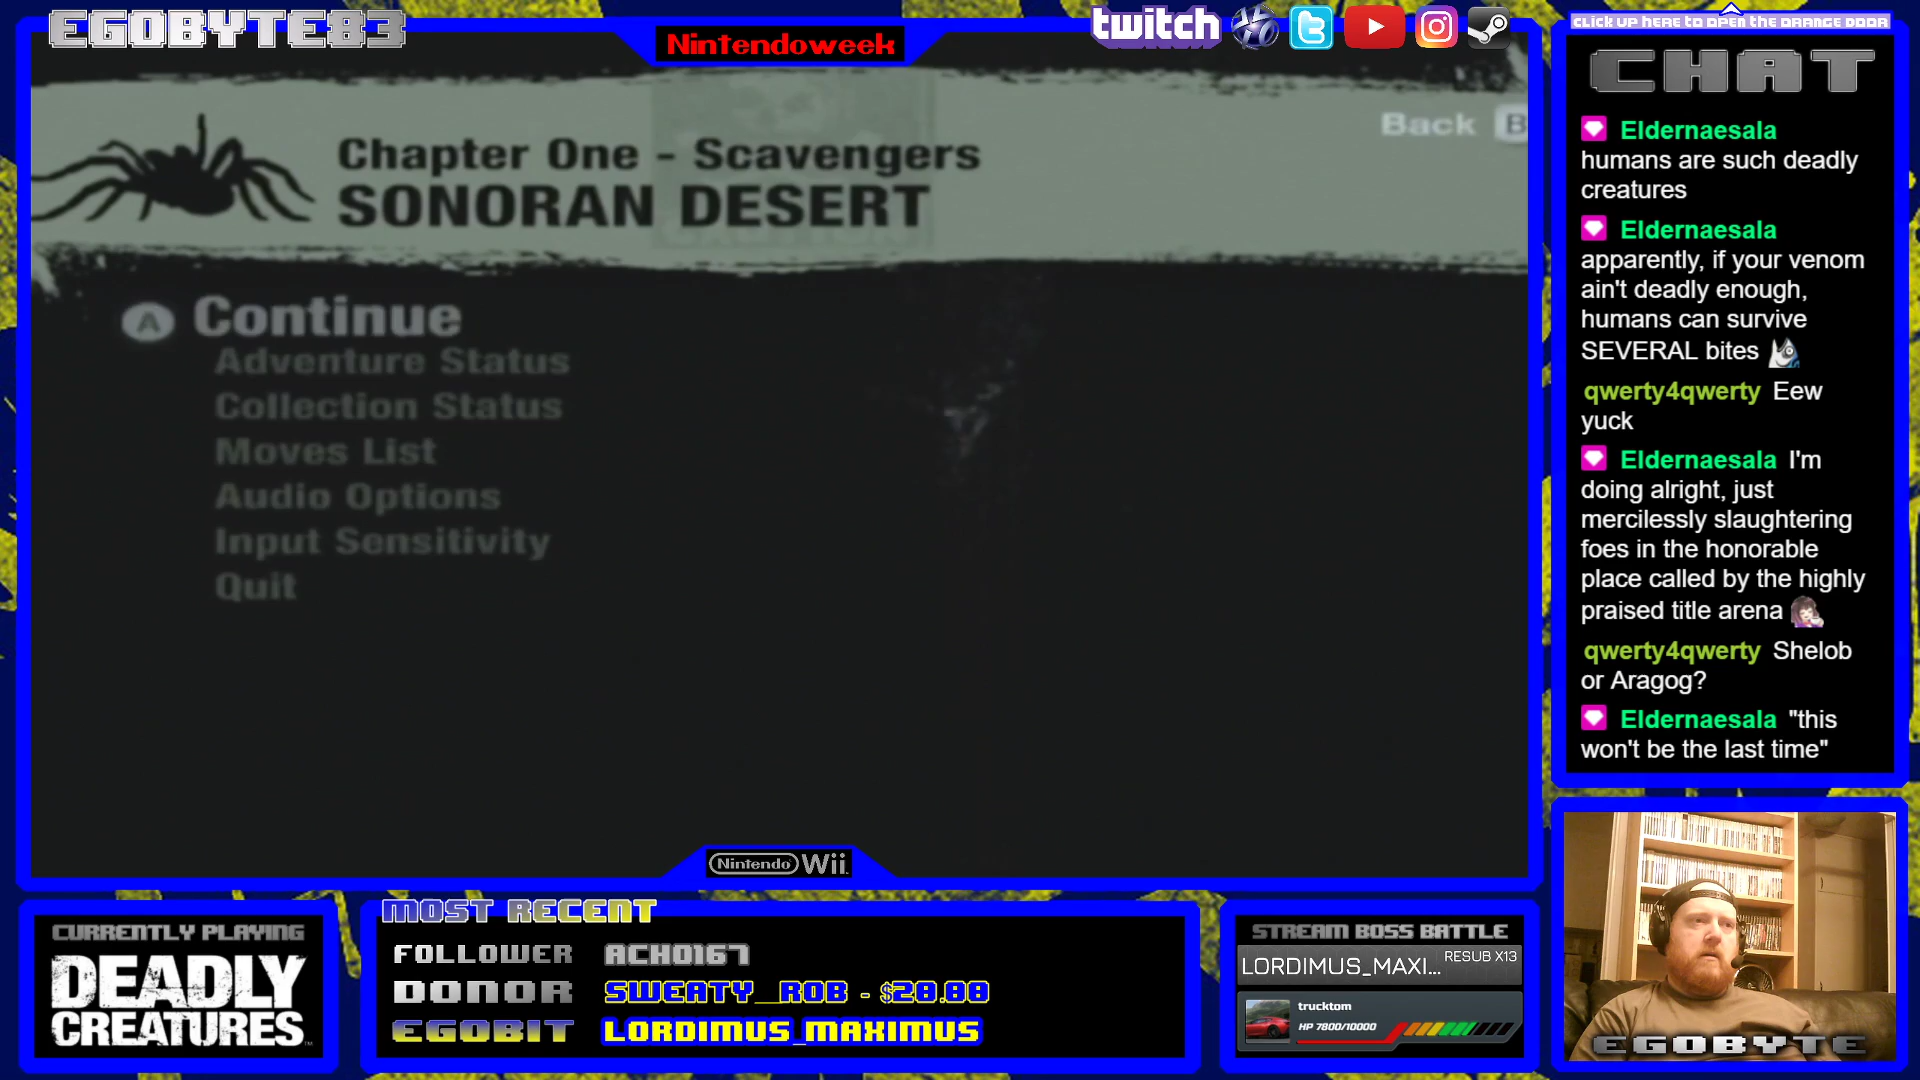 EGOBYTE83
Nintendoweek
twitch
CLICK UP HERE TO OPEN THE ORANGE DOOR
CHAT
Chapter One - Scavengers
SONORAN DESERT
Back B
A Continue
Adventure Status
Collection Status
Moves List
Audio Options
Input Sensitivity
Quit
Eldernaesala
humans are such deadly
creatures
Eldernaesala
apparently, if your venom
ain't deadly enough,
humans can survive
SEVERAL bites
qwerty4qwerty Eew
yuck
Eldernaesala I'm
doing alright, just
mercilessly slaughtering
foes in the honorable
place called by the highly
praised title arena
qwerty4qwerty Shelob
or Aragog?
Eldernaesala "this
won't be the last time"
Nintendo Wii
CURRENTLY PLAYING
DEADLY
CREATURES
MOST RECENT
FOLLOWER ACHO167
DONOR SWEATY_ROB - $20.00
EGOBIT LORDIMUS_MAXIMUS
STREAM BOSS BATTLE
LORDIMUS_MAXI... RESUB X13
trucktom
HP 7800/10000
EGOBYTE